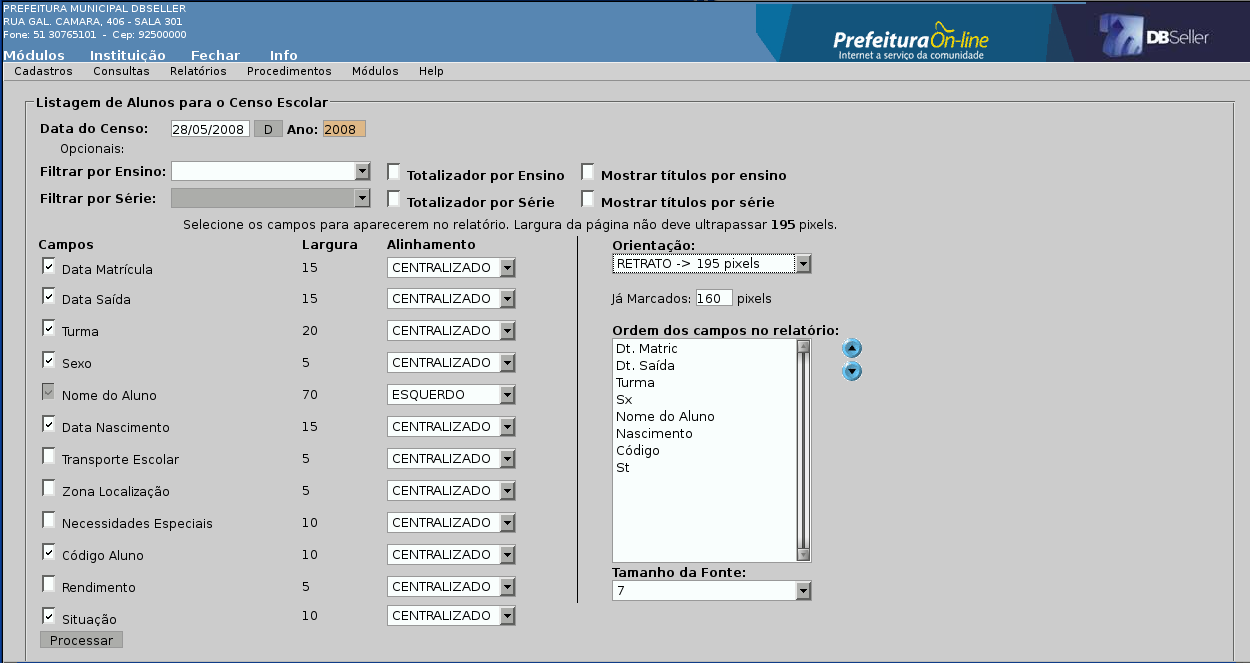 PREFEITURA MUNICIPAL DBSELLER
RUA GAL. CAMARA, 406 - SALA 301
Fone: 51 30765101 - Cep: 92500000
Prefeitura On-line
Internet a serviço da comunidade
DBSeller
Módulos Instituição Fechar Info
Cadastros Consultas Relatórios Procedimentos Módulos Help
Listagem de Alunos para o Censo Escolar
Data do Censo: 28/05/2008 D Ano: 2008
Opcionais:
Filtrar por Ensino: Totalizador por Ensino Mostrar títulos por ensino
Filtrar por Série: Totalizador por Série Mostrar títulos por série
Selecione os campos para aparecerem no relatório. Largura da página não deve ultrapassar 195 pixels.
Campos Largura Alinhamento
Data Matrícula 15 CENTRALIZADO
Data Saída 15 CENTRALIZADO
Turma 20 CENTRALIZADO
Sexo 5 CENTRALIZADO
Nome do Aluno 70 ESQUERDO
Data Nascimento 15 CENTRALIZADO
Transporte Escolar 5 CENTRALIZADO
Zona Localização 5 CENTRALIZADO
Necessidades Especiais 10 CENTRALIZADO
Código Aluno 10 CENTRALIZADO
Rendimento 5 CENTRALIZADO
Situação 10 CENTRALIZADO
Processar
Orientação:
RETRATO -> 195 pixels
Já Marcados: 160 pixels
Ordem dos campos no relatório:
Dt. Matric
Dt. Saída
Turma
Sx
Nome do Aluno
Nascimento
Código
St
Tamanho da Fonte:
7